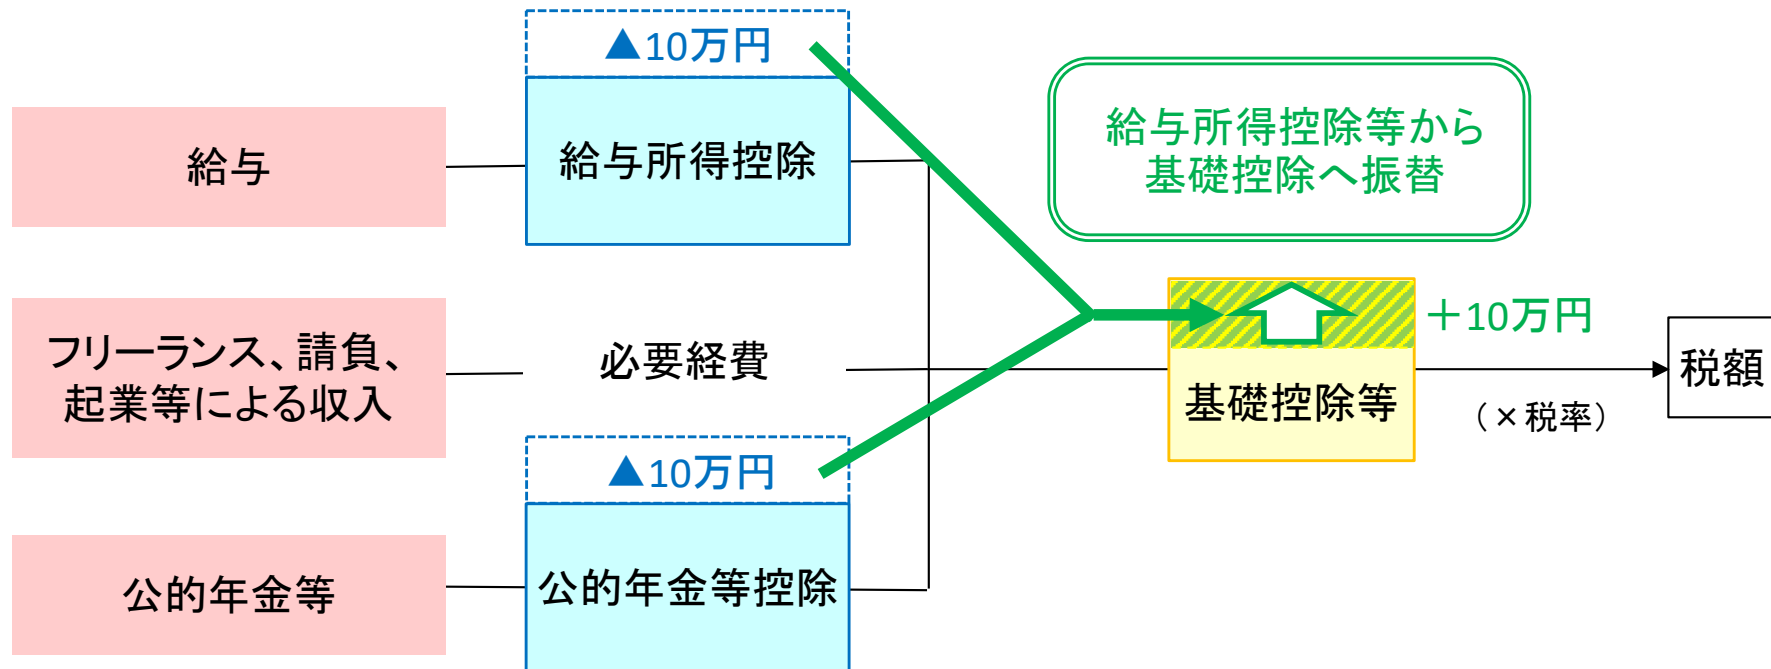 ▲10万円
給与
給与所得控除
給与所得控除等から
基礎控除へ振替
フリーランス、請負、
起業等による収入
必要経費
＋10万円
基礎控除等
（×税率）
税額
▲10万円
公的年金等
公的年金等控除